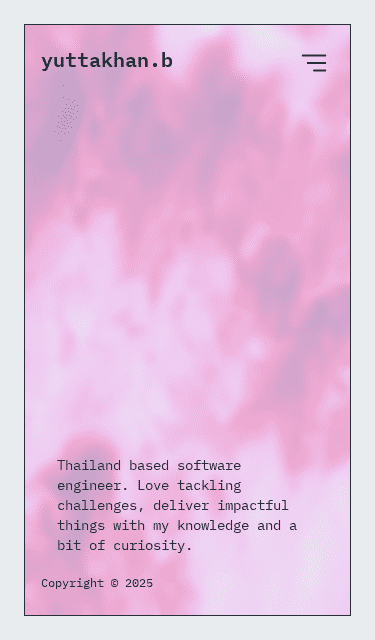 yuttakhan.b
Thailand based software
engineer. Love tackling
challenges, deliver impactful
things with my knowledge and a
bit of curiosity.
Copyright © 2025